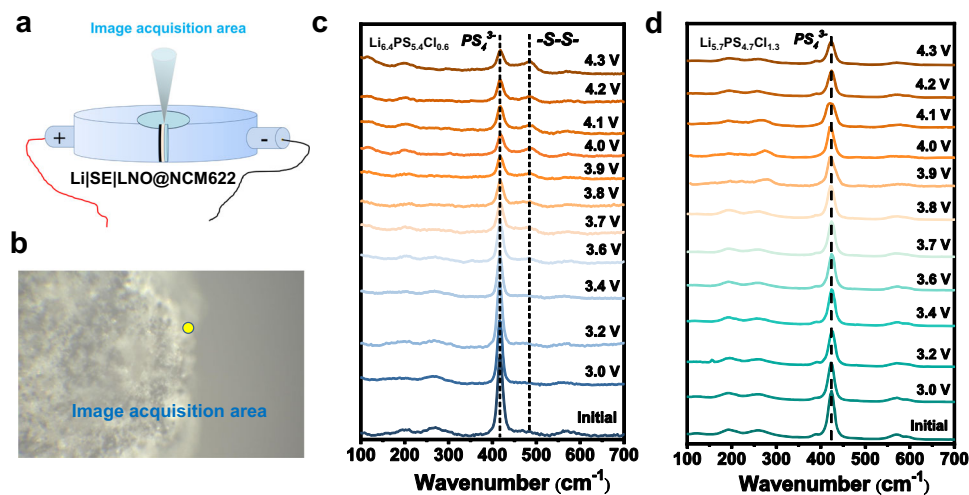 a
Image acquisition area
+
-
Li|SE|LNO@NCM622
b
Image acquisition area
c
Li₆.₄PS₅.₄Cl₀.₆
PS₄³⁻
-S-S-
4.3 V
4.2 V
4.1 V
4.0 V
3.9 V
3.8 V
3.7 V
3.6 V
3.4 V
3.2 V
3.0 V
Initial
100 200 300 400 500 600 700
Wavenumber (cm⁻¹)
d
Li₅.₇PS₄.₇Cl₁.₃
PS₄³⁻
4.3 V
4.2 V
4.1 V
4.0 V
3.9 V
3.8 V
3.7 V
3.6 V
3.4 V
3.2 V
3.0 V
Initial
100 200 300 400 500 600 700
Wavenumber (cm⁻¹)